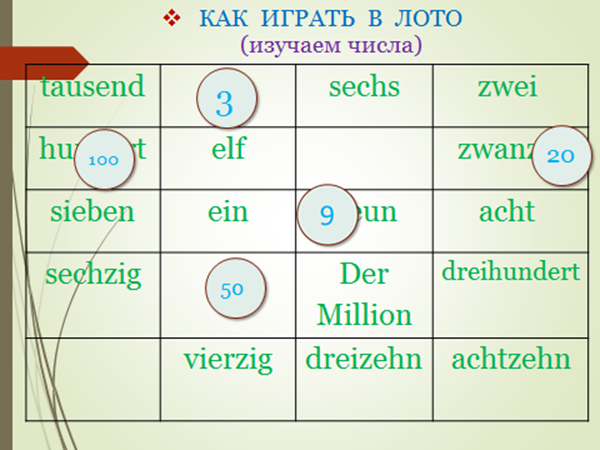 ❖ КАК ИГРАТЬ В ЛОТО
(изучаем числа)
tausend 3 sechs zwei
100 elf 20
sieben ein 9 acht
sechzig 50 Der Million dreihundert
vierzig dreizehn achtzehn